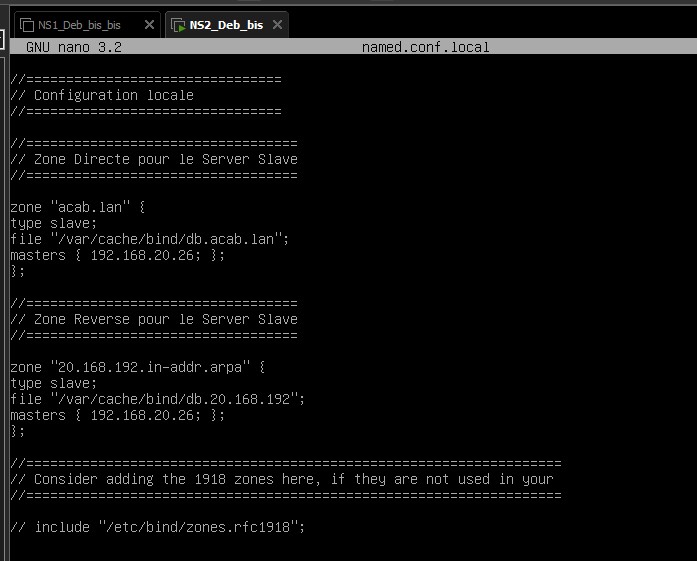 NS1_Deb_bis_bis NS2_Deb_bis
GNU nano 3.2 named.conf.local
//================================
// Configuration locale
//================================
//==================================
// Zone Directe pour le Server Slave
//==================================
zone "acab.lan" {
type slave;
file "/var/cache/bind/db.acab.lan";
masters { 192.168.20.26; };
};
//==================================
// Zone Reverse pour le Server Slave
//==================================
zone "20.168.192.in-addr.arpa" {
type slave;
file "/var/cache/bind/db.20.168.192";
masters { 192.168.20.26; };
};
//===================================================================
// Consider adding the 1918 zones here, if they are not used in your
//===================================================================
// include "/etc/bind/zones.rfc1918";